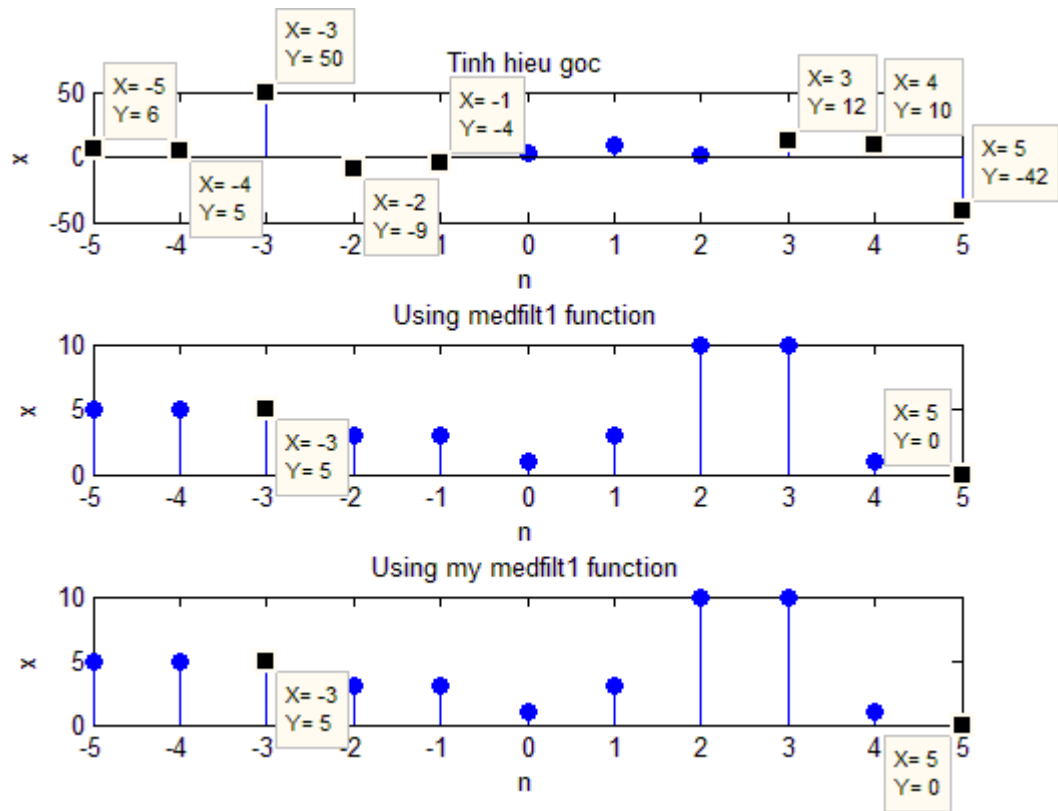 Tinh hieu goc
X= -5
Y= 6
X= -4
Y= 5
X= -3
Y= 50
X= -2
Y= -9
X= -1
Y= -4
X= 3
Y= 12
X= 4
Y= 10
X= 5
Y= -42
50
0
-50
x
-5 -4 -3 -2 -1 0 1 2 3 4 5
n
Using medfilt1 function
10
5
0
x
X= -3
Y= 5
X= 5
Y= 0
-5 -4 -3 -2 -1 0 1 2 3 4 5
n
Using my medfilt1 function
10
5
0
x
X= -3
Y= 5
X= 5
Y= 0
-5 -4 -3 -2 -1 0 1 2 3 4 5
n